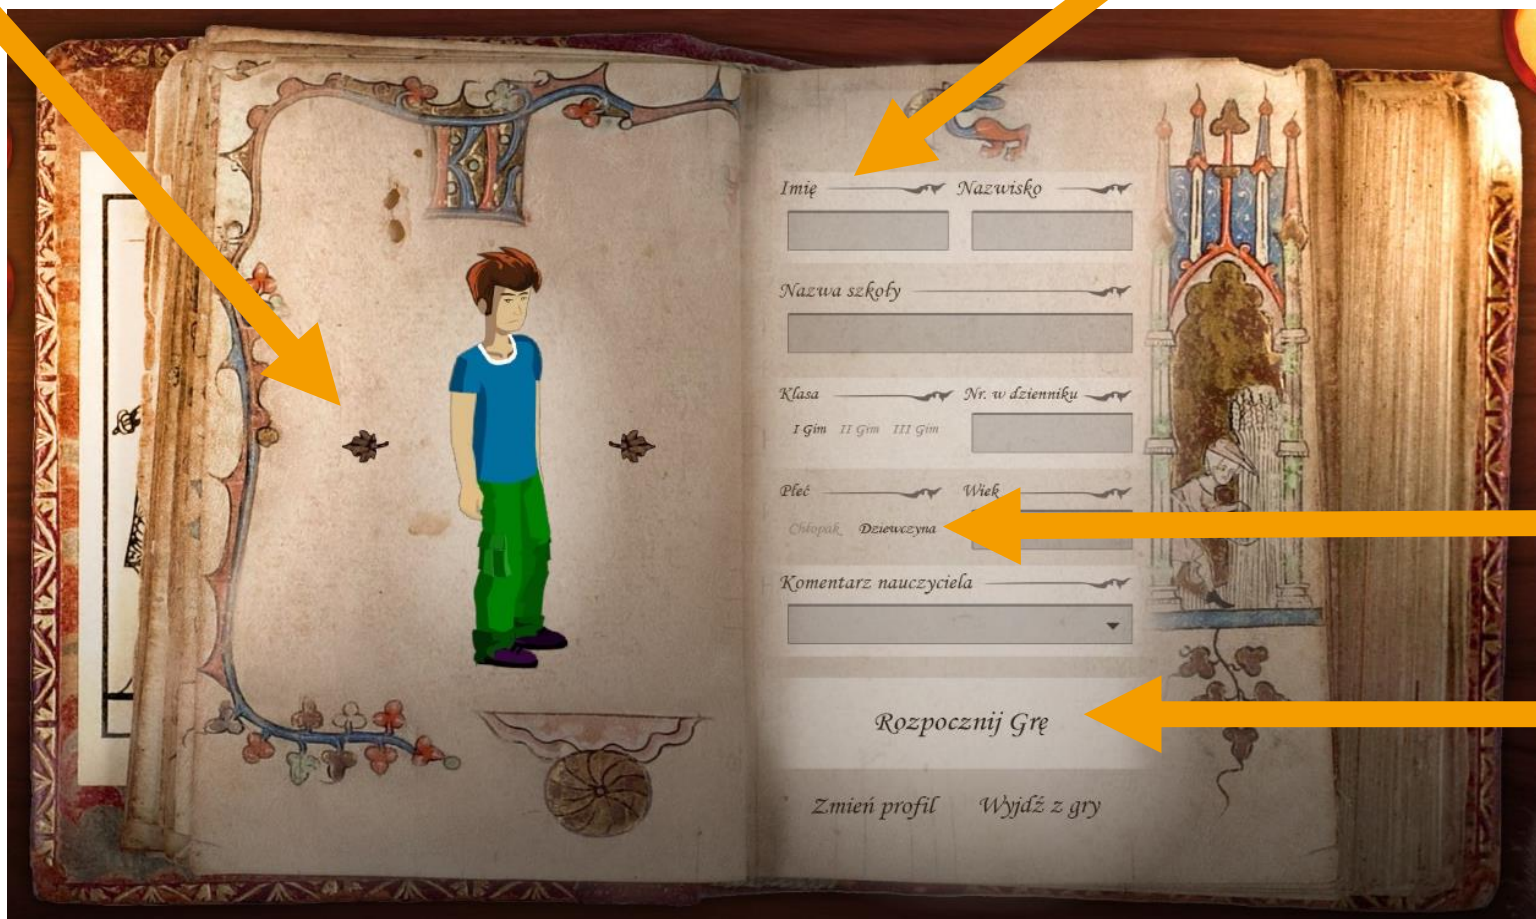 Imię Nazwisko
Nazwa szkoły
Klasa Nr. w dzienniku
I Gim II Gim III Gim
Płeć Wiek
Chłopak Dziewczyna
Komentarz nauczyciela
Rozpocznij Grę
Zmień profil Wyjdź z gry